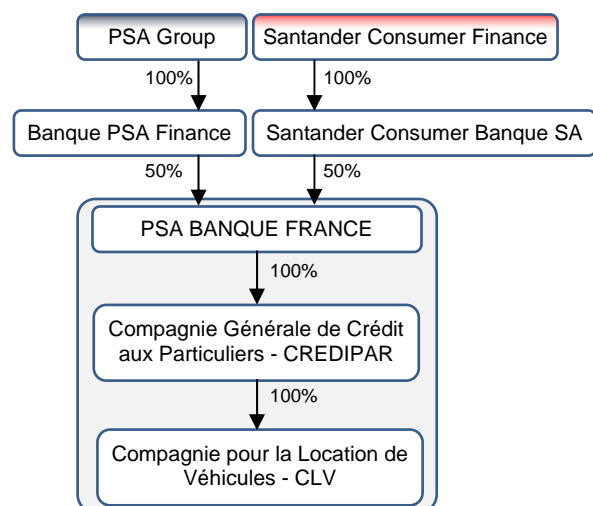 PSA Group
Santander Consumer Finance
100%
100%
Banque PSA Finance
Santander Consumer Banque SA
50%
50%
PSA BANQUE FRANCE
100%
Compagnie Générale de Crédit
aux Particuliers - CREDIPAR
100%
Compagnie pour la Location de
Véhicules - CLV